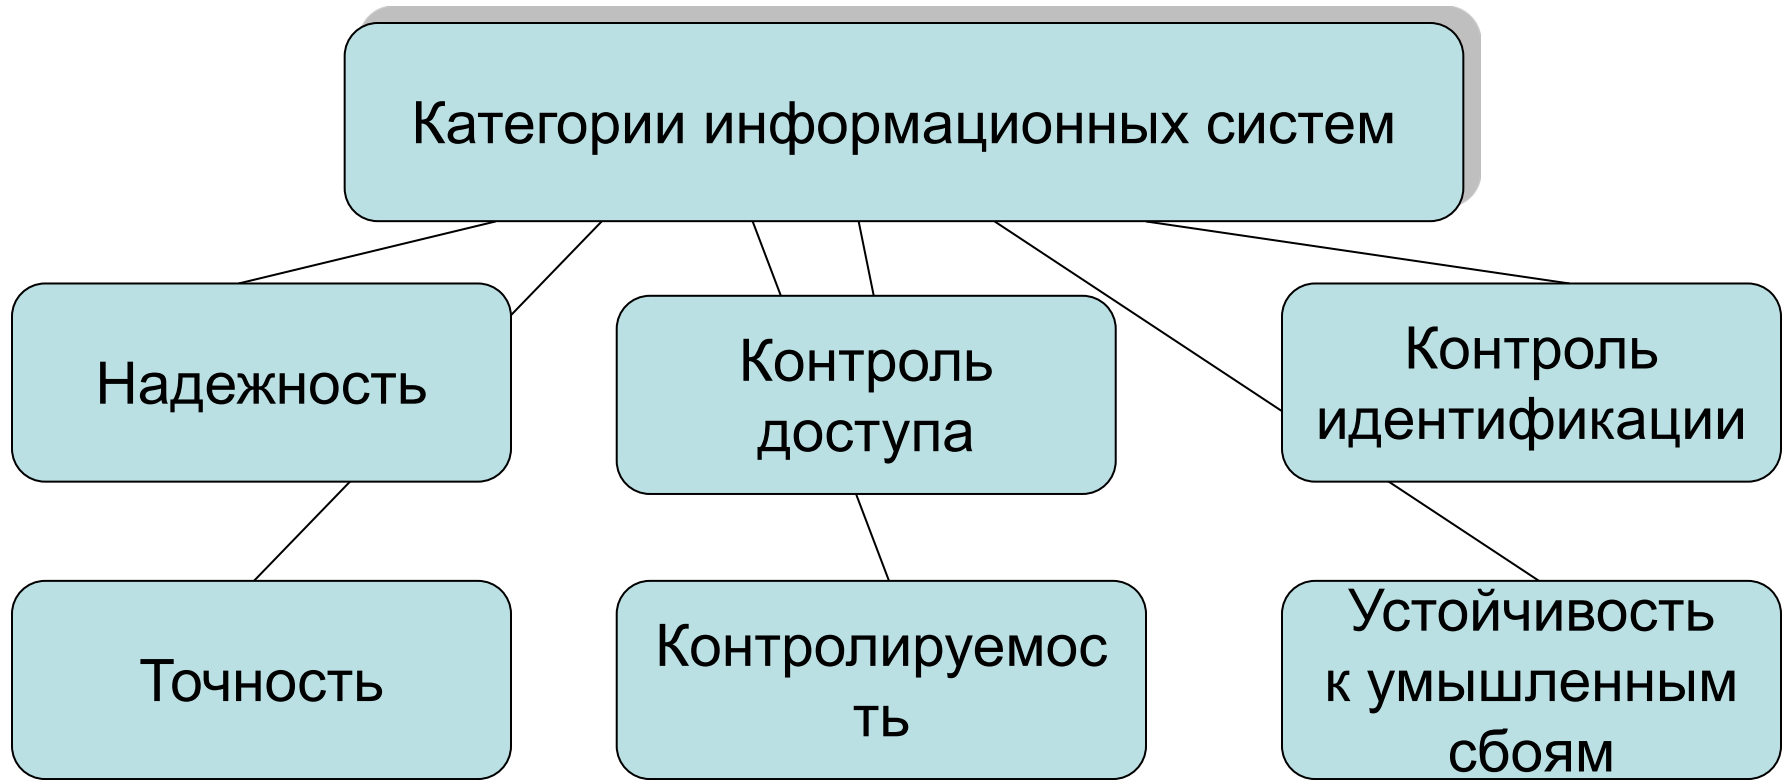 Категории информационных систем
Надежность
Контроль
доступа
Контроль
идентификации
Точность
Контролируемос
ть
Устойчивость
к умышленным
сбоям